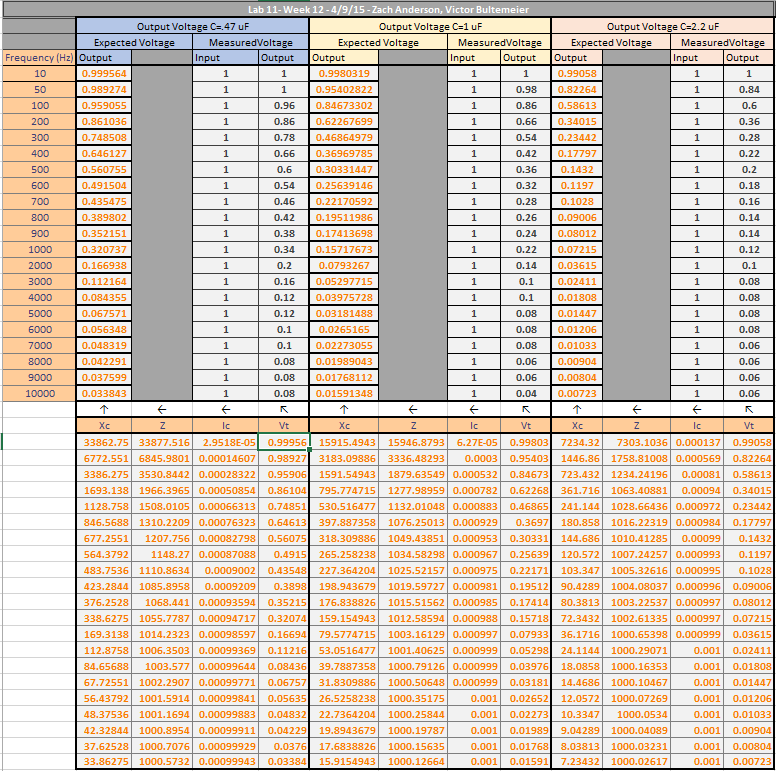 Lab 11- Week 12 - 4/9/15 - Zach Anderson, Victor Bultemeier
Output Voltage C=.47 uF Output Voltage C=1 uF Output Voltage C=2.2 uF
Expected Voltage MeasuredVoltage Expected Voltage MeasuredVoltage Expected Voltage MeasuredVoltage
Frequency (Hz) Output Input Output Output Input Output Output Input Output
10 0.999564 1 1 0.9980319 1 1 0.99058 1 1
50 0.989274 1 1 0.95402822 1 0.98 0.82264 1 0.84
100 0.959055 1 0.96 0.84673302 1 0.86 0.58613 1 0.6
200 0.861036 1 0.86 0.62267699 1 0.66 0.34015 1 0.36
300 0.748508 1 0.78 0.46864979 1 0.54 0.23442 1 0.28
400 0.646127 1 0.66 0.36969785 1 0.42 0.17797 1 0.22
500 0.560755 1 0.6 0.30331447 1 0.36 0.1432 1 0.2
600 0.491504 1 0.54 0.25639146 1 0.32 0.1197 1 0.18
700 0.435475 1 0.46 0.22170592 1 0.28 0.1028 1 0.16
800 0.389802 1 0.42 0.19511986 1 0.26 0.09006 1 0.14
900 0.352151 1 0.38 0.17413698 1 0.24 0.08012 1 0.14
1000 0.320737 1 0.34 0.15717673 1 0.22 0.07215 1 0.12
2000 0.166938 1 0.2 0.0793267 1 0.14 0.03615 1 0.1
3000 0.112164 1 0.16 0.05297715 1 0.1 0.02411 1 0.08
4000 0.084355 1 0.12 0.03975728 1 0.1 0.01808 1 0.08
5000 0.067571 1 0.12 0.03181488 1 0.08 0.01447 1 0.08
6000 0.056348 1 0.1 0.0265165 1 0.08 0.01206 1 0.08
7000 0.048319 1 0.1 0.02273055 1 0.08 0.01033 1 0.06
8000 0.042291 1 0.08 0.01989043 1 0.06 0.00904 1 0.06
9000 0.037599 1 0.08 0.01768112 1 0.06 0.00804 1 0.06
10000 0.033843 1 0.08 0.01591348 1 0.04 0.00723 1 0.06
↑ ← ← ↖ ↑ ← ← ↖ ↑ ← ← ↖
Xc Z Ic Vt Xc Z Ic Vt Xc Z Ic Vt
33862.75 33877.516 2.9518E-05 0.99956 15915.4943 15946.8793 6.27E-05 0.99803 7234.32 7303.1036 0.000137 0.99058
6772.551 6845.9801 0.00014607 0.98927 3183.09886 3336.48293 0.0003 0.95403 1446.86 1758.81008 0.000569 0.82264
3386.275 3530.8442 0.00028322 0.95906 1591.54943 1879.63549 0.000532 0.84673 723.432 1234.24196 0.00081 0.58613
1693.138 1966.3965 0.00050854 0.86104 795.774715 1277.98959 0.000782 0.62268 361.716 1063.40881 0.00094 0.34015
1128.758 1508.0105 0.00066313 0.74851 530.516477 1132.01048 0.000883 0.46865 241.144 1028.66436 0.000972 0.23442
846.5688 1310.2209 0.00076323 0.64613 397.887358 1076.25013 0.000929 0.3697 180.858 1016.22319 0.000984 0.17797
677.2551 1207.756 0.00082798 0.56075 318.309886 1049.43851 0.000953 0.30331 144.686 1010.41285 0.00099 0.1432
564.3792 1148.27 0.00087088 0.4915 265.258238 1034.58298 0.000967 0.25639 120.572 1007.24257 0.000993 0.1197
483.7536 1110.8634 0.0009002 0.43548 227.364204 1025.52157 0.000975 0.22171 103.347 1005.32616 0.000995 0.1028
423.2844 1085.8958 0.0009209 0.3898 198.943679 1019.59727 0.000981 0.19512 90.4289 1004.08037 0.000996 0.09006
376.2528 1068.441 0.00093594 0.35215 176.838826 1015.51562 0.000985 0.17414 80.3813 1003.22537 0.000997 0.08012
338.6275 1055.7787 0.00094717 0.32074 159.154943 1012.58594 0.000988 0.15718 72.3432 1002.61335 0.000997 0.07215
169.3138 1014.2323 0.00098597 0.16694 79.5774715 1003.16129 0.000997 0.07933 36.1716 1000.65398 0.000999 0.03615
112.8758 1006.3503 0.00099369 0.11216 53.0516477 1001.40625 0.000999 0.05298 24.1144 1000.29071 0.001 0.02411
84.65688 1003.577 0.00099644 0.08436 39.7887358 1000.79126 0.000999 0.03976 18.0858 1000.16353 0.001 0.01808
67.72551 1002.2907 0.00099771 0.06757 31.8309886 1000.50648 0.000999 0.03181 14.4686 1000.10467 0.001 0.01447
56.43792 1001.5914 0.00099841 0.05635 26.5258238 1000.35175 0.001 0.02652 12.0572 1000.07269 0.001 0.01206
48.37536 1001.1694 0.00099883 0.04832 22.7364204 1000.25844 0.001 0.02273 10.3347 1000.0534 0.001 0.01033
42.32844 1000.8954 0.00099911 0.04229 19.8943679 1000.19787 0.001 0.01989 9.04289 1000.04089 0.001 0.00904
37.62528 1000.7076 0.00099929 0.0376 17.6838826 1000.15635 0.001 0.01768 8.03813 1000.03231 0.001 0.00804
33.86275 1000.5732 0.00099943 0.03384 15.9154943 1000.12664 0.001 0.01591 7.23432 1000.02617 0.001 0.00723